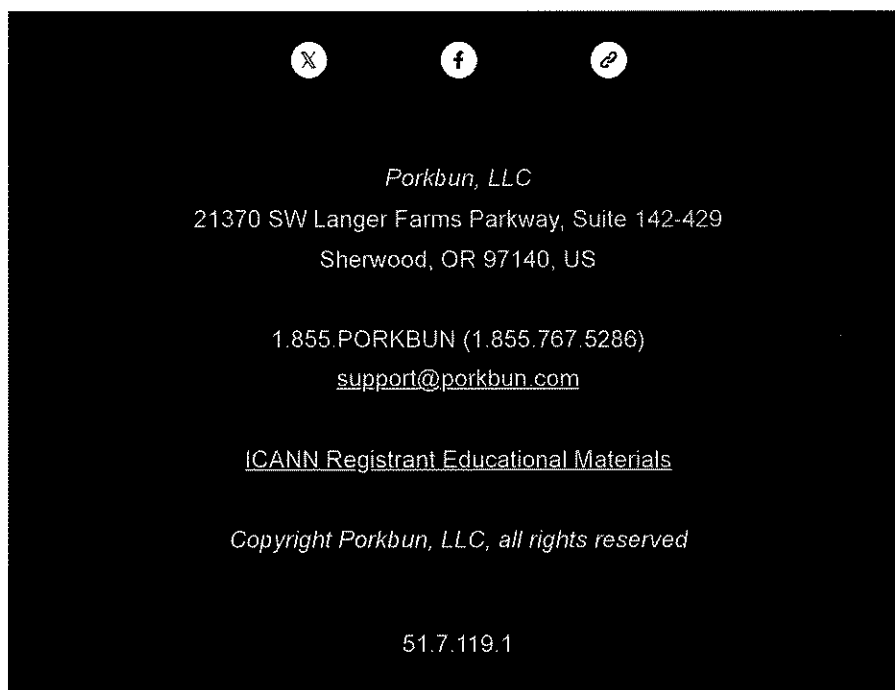 Porkbun, LLC
21370 SW Langer Farms Parkway, Suite 142-429
Sherwood, OR 97140, US
1.855.PORKBUN (1.855.767.5286)
support@porkbun.com
ICANN Registrant Educational Materials
Copyright Porkbun, LLC, all rights reserved
51.7.119.1